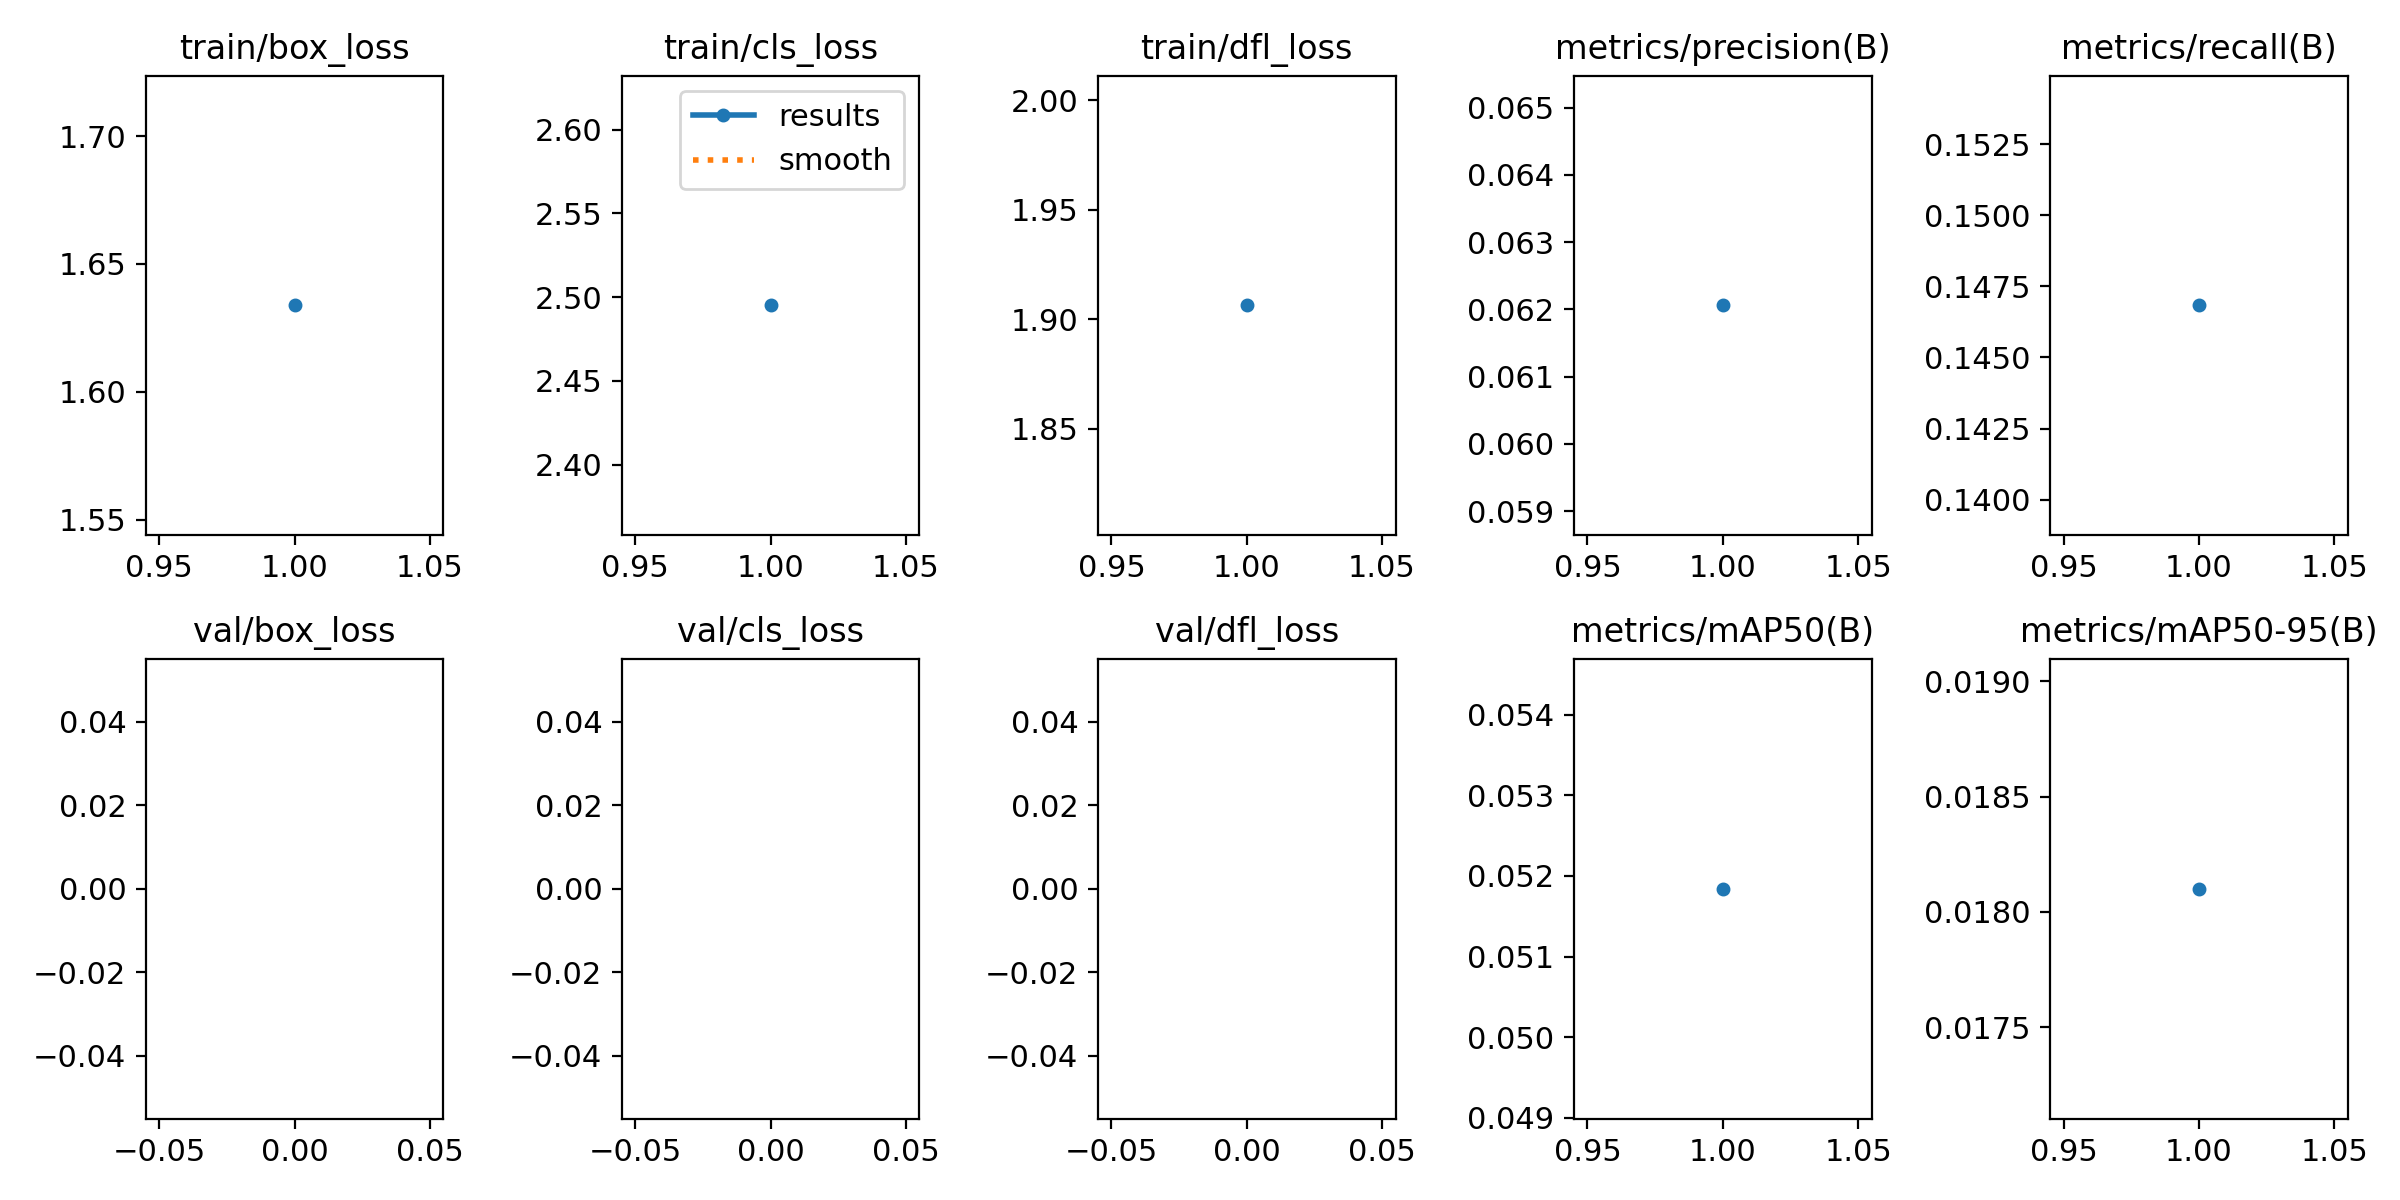 train/box_loss
1.70
1.65
1.60
1.55
0.95 1.00 1.05
train/cls_loss
results
smooth
2.60
2.55
2.50
2.45
2.40
0.95 1.00 1.05
train/dfl_loss
2.00
1.95
1.90
1.85
0.95 1.00 1.05
metrics/precision(B)
0.065
0.064
0.063
0.062
0.061
0.060
0.059
0.95 1.00 1.05
metrics/recall(B)
0.1525
0.1500
0.1475
0.1450
0.1425
0.1400
0.95 1.00 1.05
val/box_loss
0.04
0.02
0.00
−0.02
−0.04
−0.05 0.00 0.05
val/cls_loss
0.04
0.02
0.00
−0.02
−0.04
−0.05 0.00 0.05
val/dfl_loss
0.04
0.02
0.00
−0.02
−0.04
−0.05 0.00 0.05
metrics/mAP50(B)
0.054
0.053
0.052
0.051
0.050
0.049
0.95 1.00 1.05
metrics/mAP50-95(B)
0.0190
0.0185
0.0180
0.0175
0.95 1.00 1.05